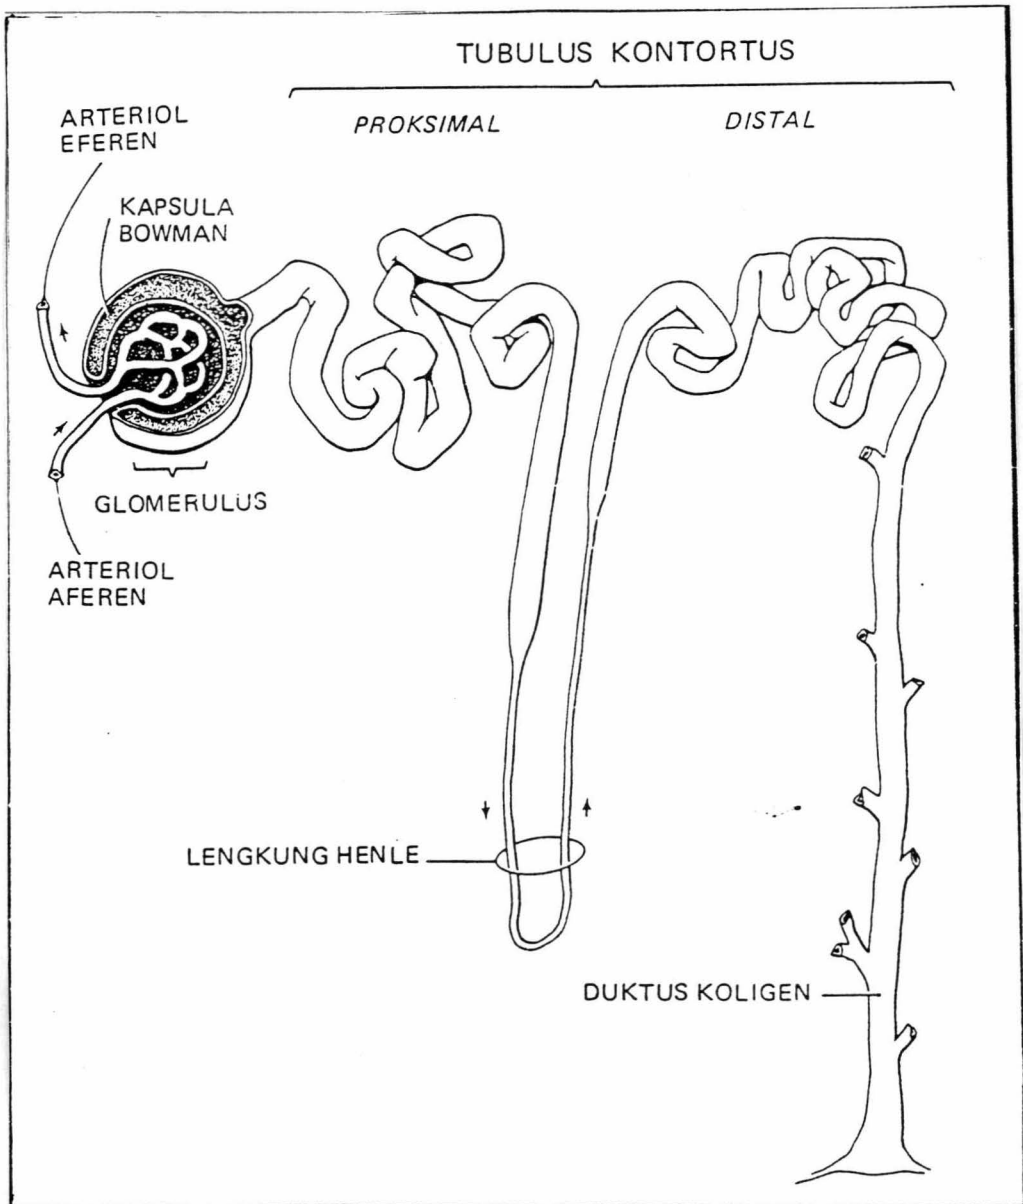 TUBULUS KONTORTUS
PROKSIMAL
DISTAL
ARTERIOL
EFEREN
KAPSULA
BOWMAN
GLOMERULUS
ARTERIOL
AFEREN
LENGKUNG HENLE
DUKTUS KOLIGEN